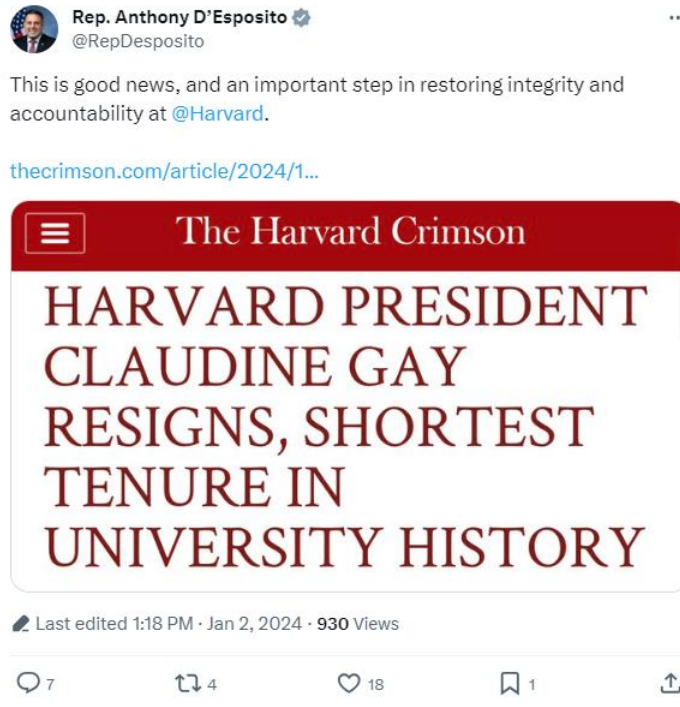 Rep. Anthony D’Esposito
@RepDesposito
This is good news, and an important step in restoring integrity and
accountability at @Harvard.
thecrimson.com/article/2024/1...
The Harvard Crimson
HARVARD PRESIDENT
CLAUDINE GAY
RESIGNS, SHORTEST
TENURE IN
UNIVERSITY HISTORY
Last edited 1:18 PM · Jan 2, 2024 · 930 Views
7 4 18 1